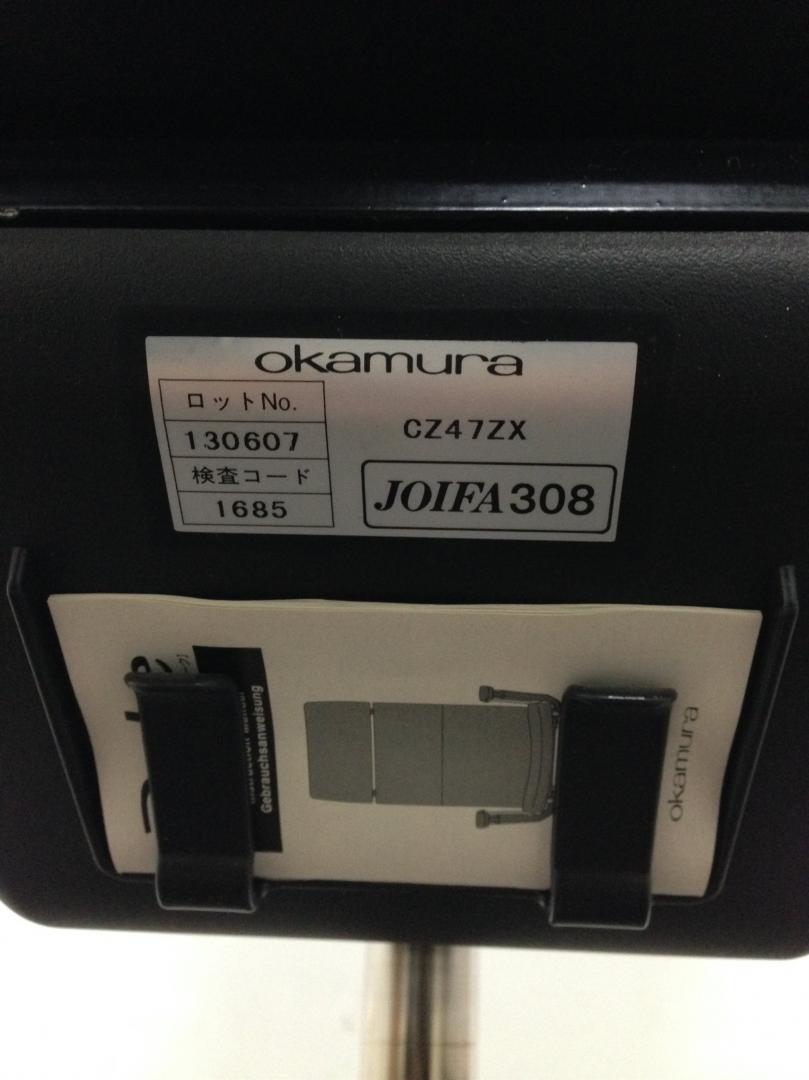 okamura
ロットNo.
130607
検査コード
1685
CZ47ZX
JOIFA308
Gebrauchsanweisung
okamura